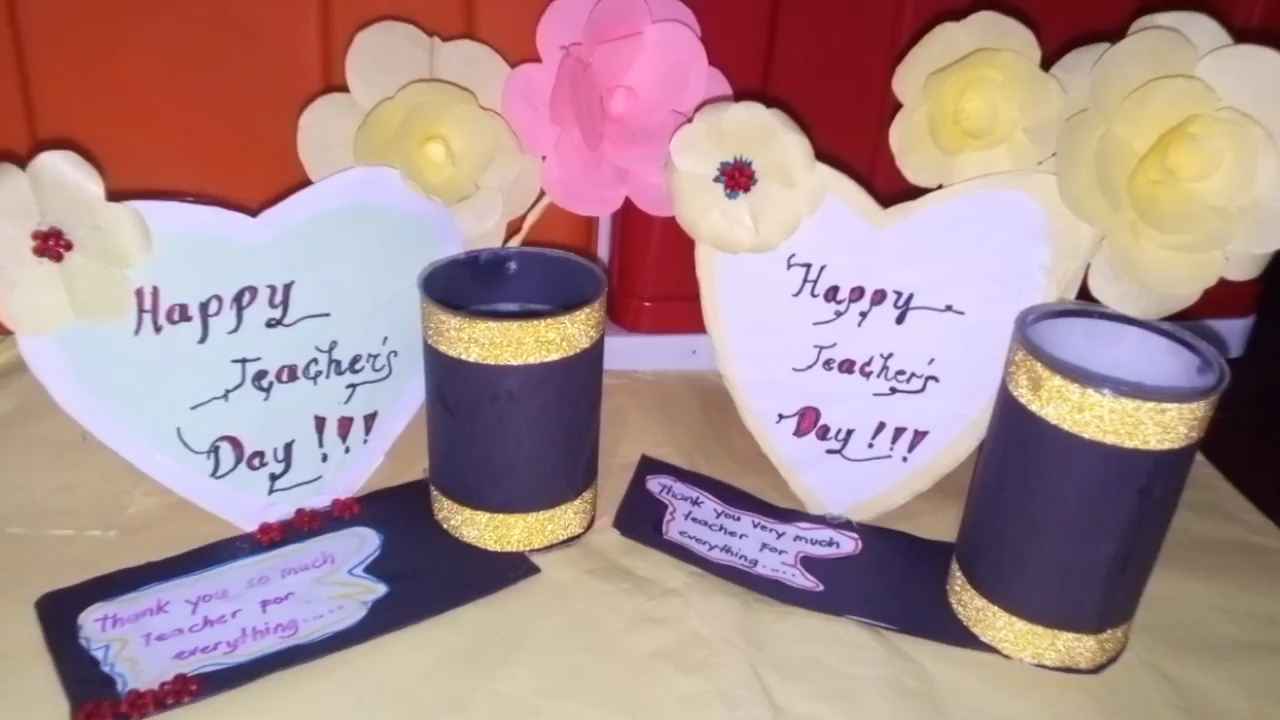 Happy
Teacher's
Day !!!
Happy
Teacher's
Day !!!
Thank you so much
teacher for
everything.....
Thank you very much
teacher for
everything.....